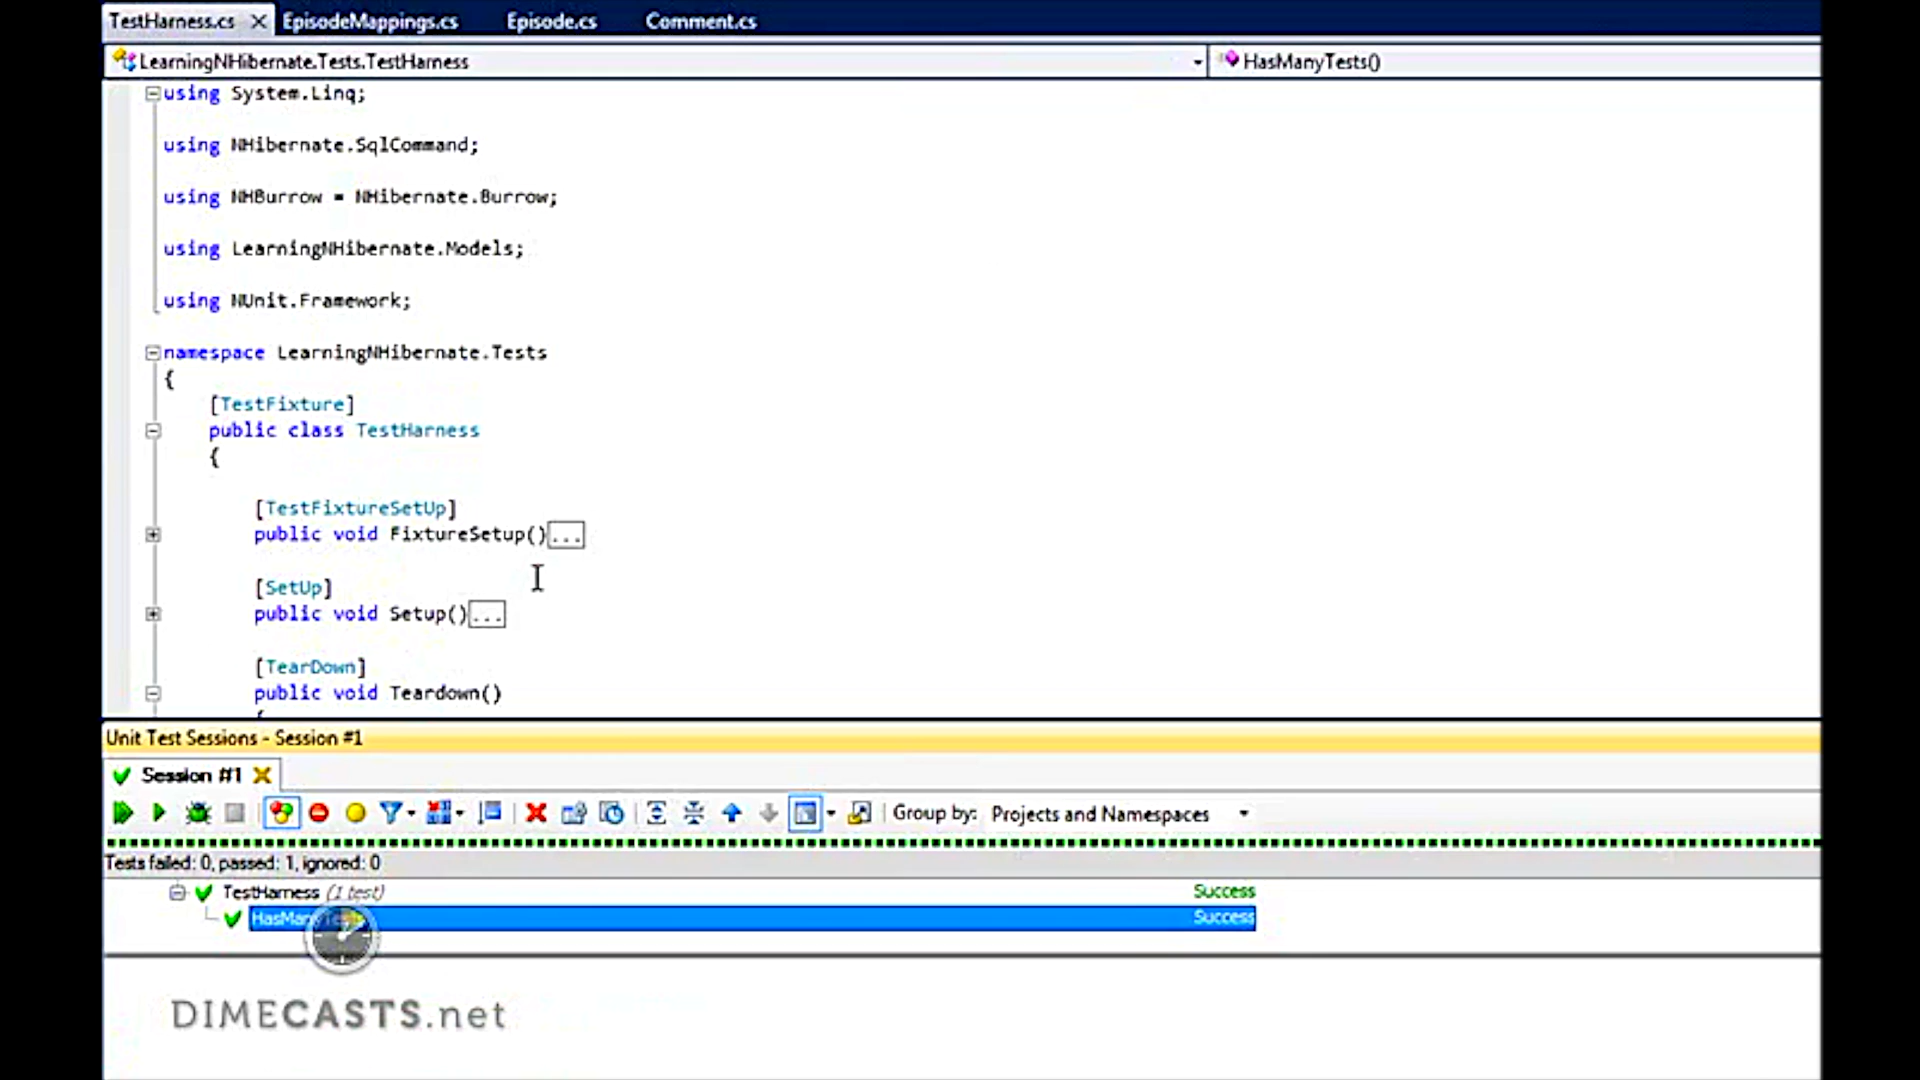 TestHarness.cs EpisodeMappings.cs Episode.cs Comment.cs
LearningNHibernate.Tests.TestHarness HasManyTests()
using System.Linq;
using NHibernate.SqlCommand;
using NHBurrow = NHibernate.Burrow;
using LearningNHibernate.Models;
using NUnit.Framework;
namespace LearningNHibernate.Tests
{
[TestFixture]
public class TestHarness
{
[TestFixtureSetUp]
public void FixtureSetup()...
[SetUp]
public void Setup()...
[TearDown]
public void Teardown()
{
Unit Test Sessions - Session #1
Session #1
Group by: Projects and Namespaces
Tests failed: 0, passed: 1, ignored: 0
TestHarness (1 test) Success
Success
DIMECASTS.net